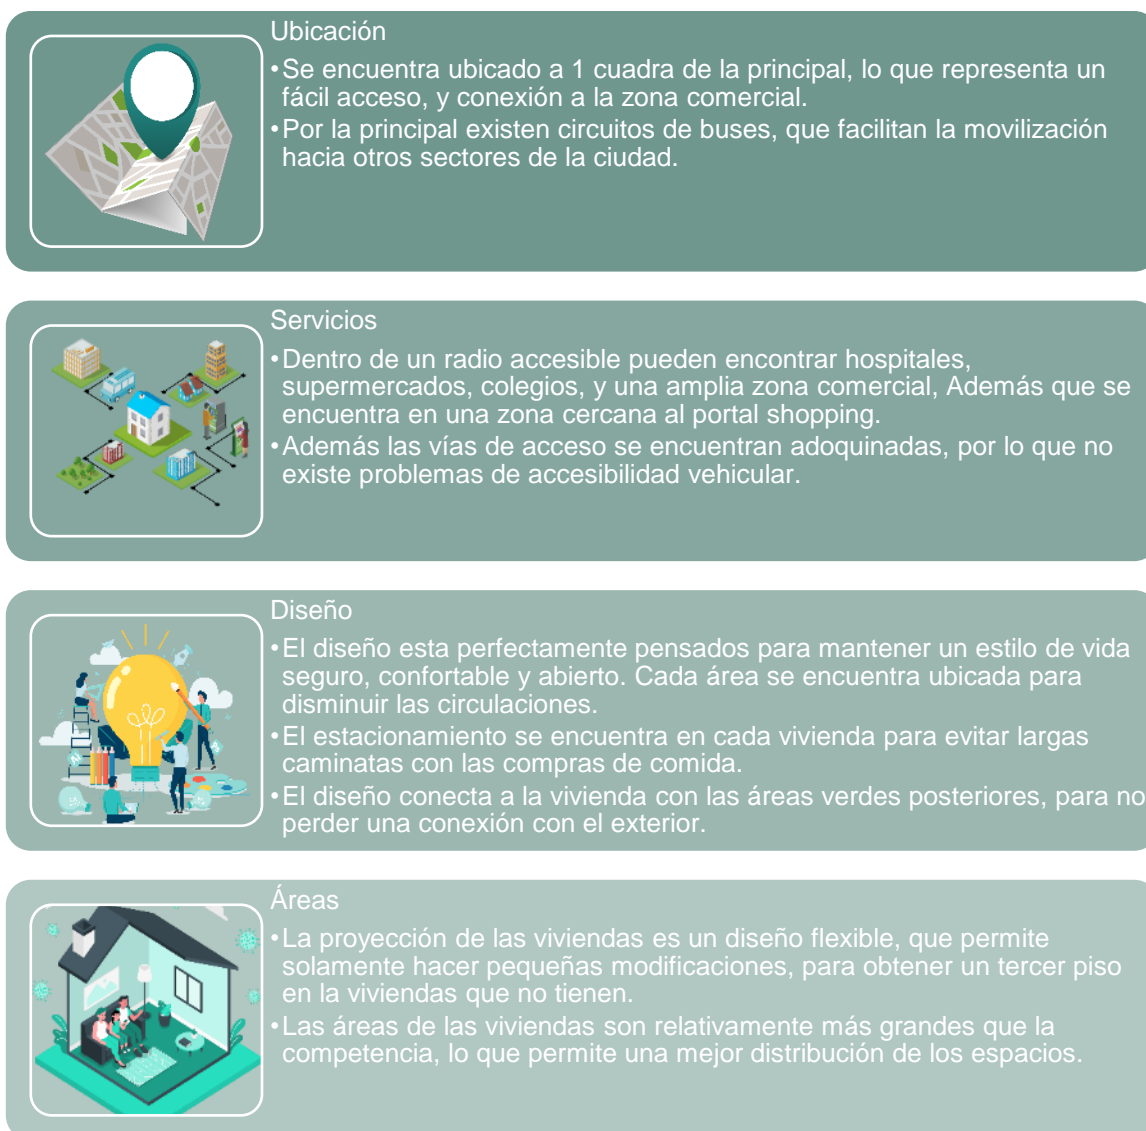 Ubicación
•Se encuentra ubicado a 1 cuadra de la principal, lo que representa un
fácil acceso, y conexión a la zona comercial.
•Por la principal existen circuitos de buses, que facilitan la movilización
hacia otros sectores de la ciudad.
Servicios
•Dentro de un radio accesible pueden encontrar hospitales,
supermercados, colegios, y una amplia zona comercial, Además que se
encuentra en una zona cercana al portal shopping.
•Además las vías de acceso se encuentran adoquinadas, por lo que no
existe problemas de accesibilidad vehicular.
Diseño
•El diseño esta perfectamente pensados para mantener un estilo de vida
seguro, confortable y abierto. Cada área se encuentra ubicada para
disminuir las circulaciones.
•El estacionamiento se encuentra en cada vivienda para evitar largas
caminatas con las compras de comida.
•El diseño conecta a la vivienda con las áreas verdes posteriores, para no
perder una conexión con el exterior.
Áreas
•La proyección de las viviendas es un diseño flexible, que permite
solamente hacer pequeñas modificaciones, para obtener un tercer piso
en la viviendas que no tienen.
•Las áreas de las viviendas son relativamente más grandes que la
competencia, lo que permite una mejor distribución de los espacios.